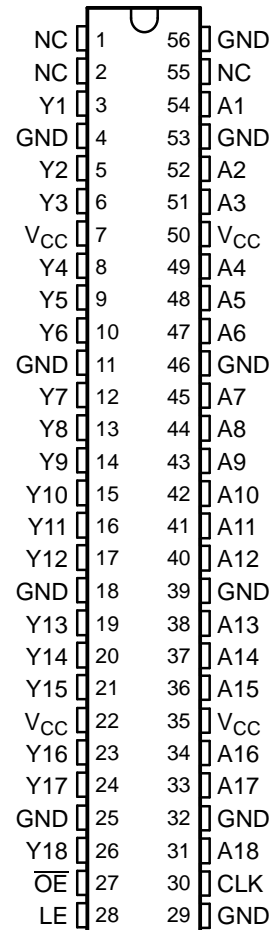 NC 1 56 GND
NC 2 55 NC
Y1 3 54 A1
GND 4 53 GND
Y2 5 52 A2
Y3 6 51 A3
VCC 7 50 VCC
Y4 8 49 A4
Y5 9 48 A5
Y6 10 47 A6
GND 11 46 GND
Y7 12 45 A7
Y8 13 44 A8
Y9 14 43 A9
Y10 15 42 A10
Y11 16 41 A11
Y12 17 40 A12
GND 18 39 GND
Y13 19 38 A13
Y14 20 37 A14
Y15 21 36 A15
VCC 22 35 VCC
Y16 23 34 A16
Y17 24 33 A17
GND 25 32 GND
Y18 26 31 A18
O̅E̅ 27 30 CLK
LE 28 29 GND